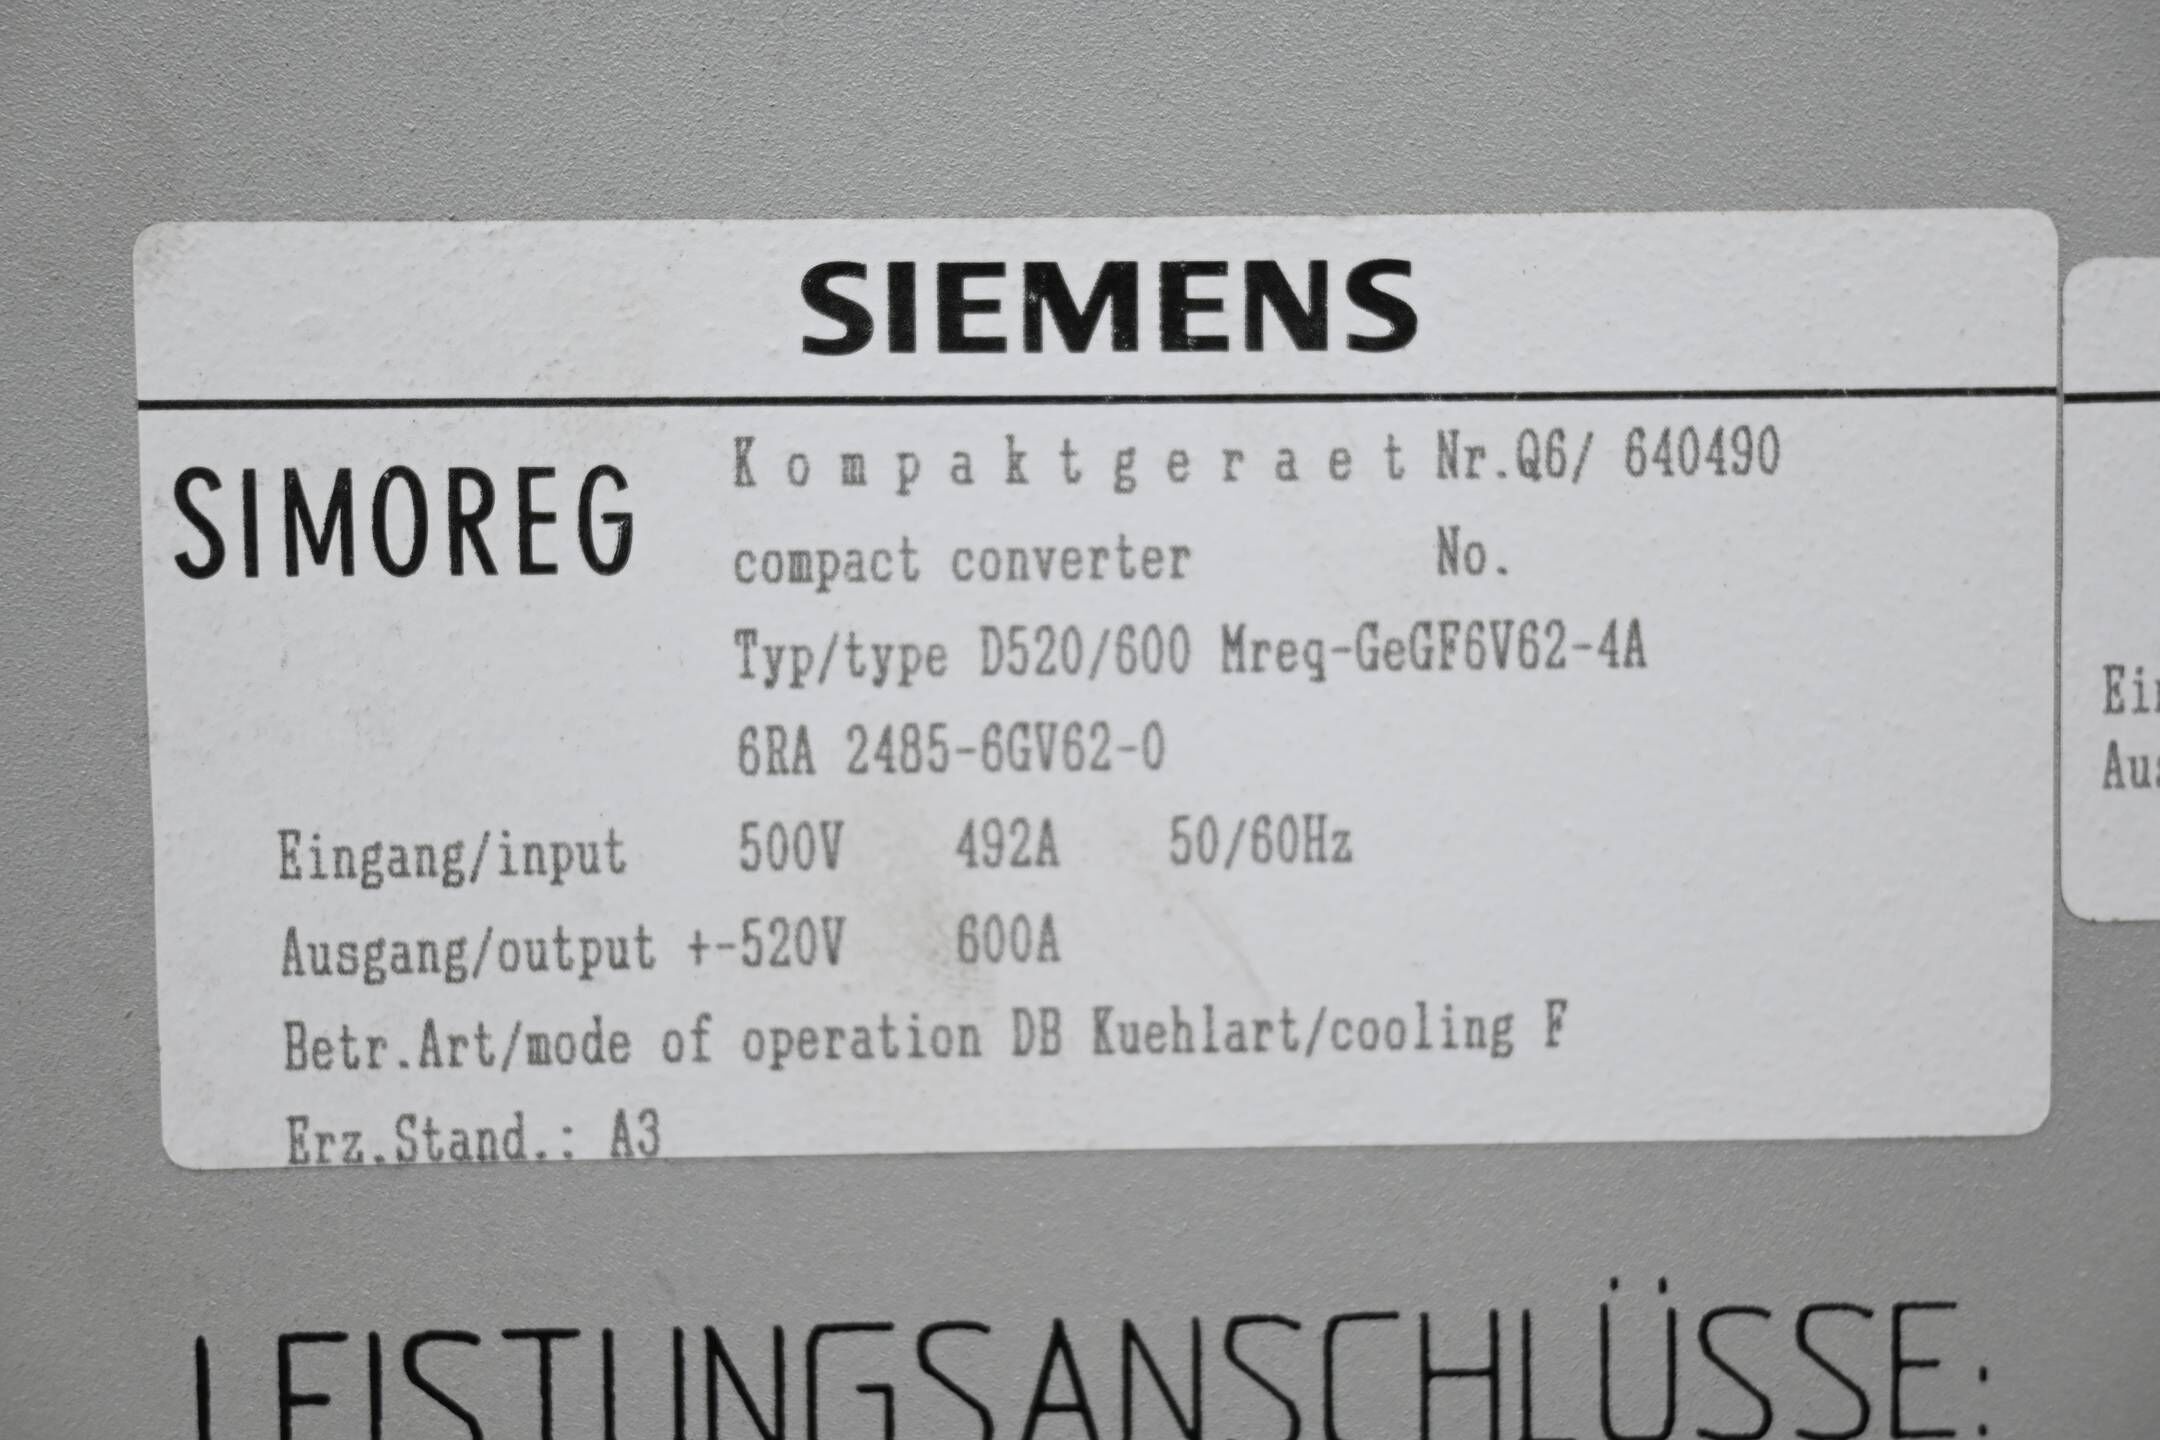 SIEMENS
SIMOREG
Kompaktgeraet Nr.Q6/ 640490
compact converter No.
Typ/type D520/600 Mreq-GeGF6V62-4A
6RA 2485-6GV62-0
Eingang/input 500V 492A 50/60Hz
Ausgang/output +-520V 600A
Betr.Art/mode of operation DB Kuehlart/cooling F
Erz.Stand.: A3
LEISTUNGSANSCHLÜSSE: